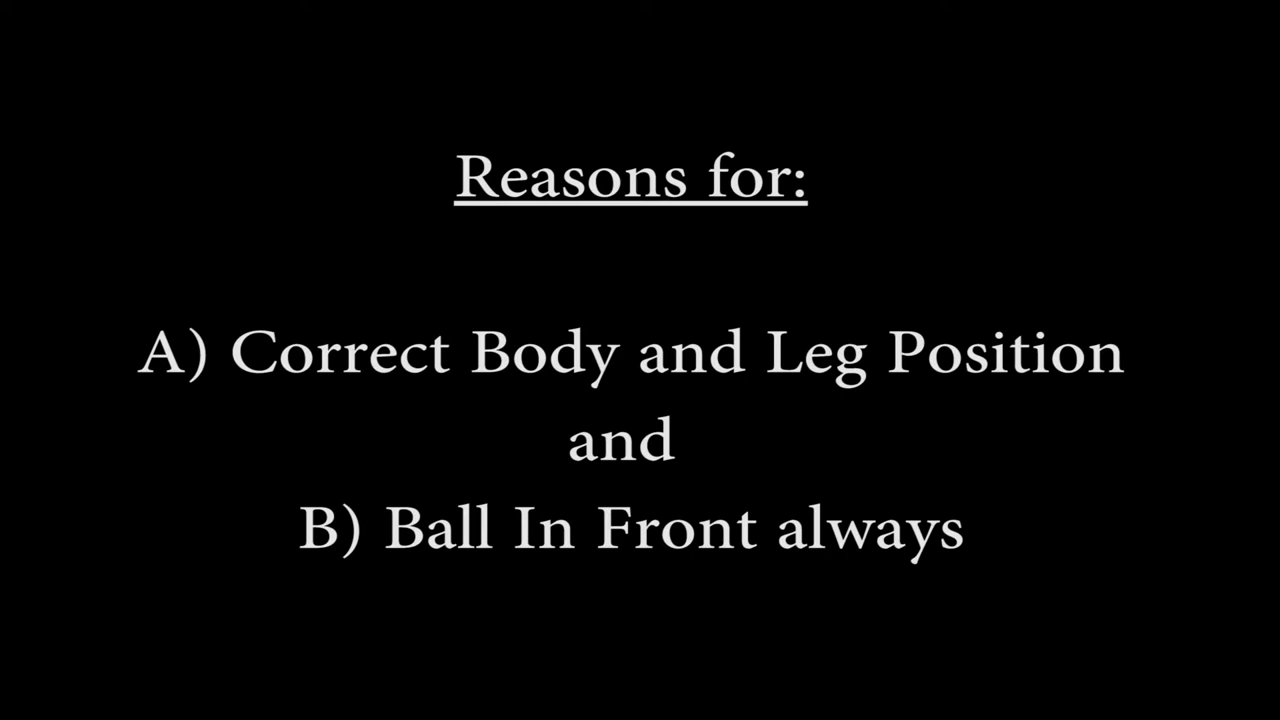 Reasons for:
A) Correct Body and Leg Position
and
B) Ball In Front always